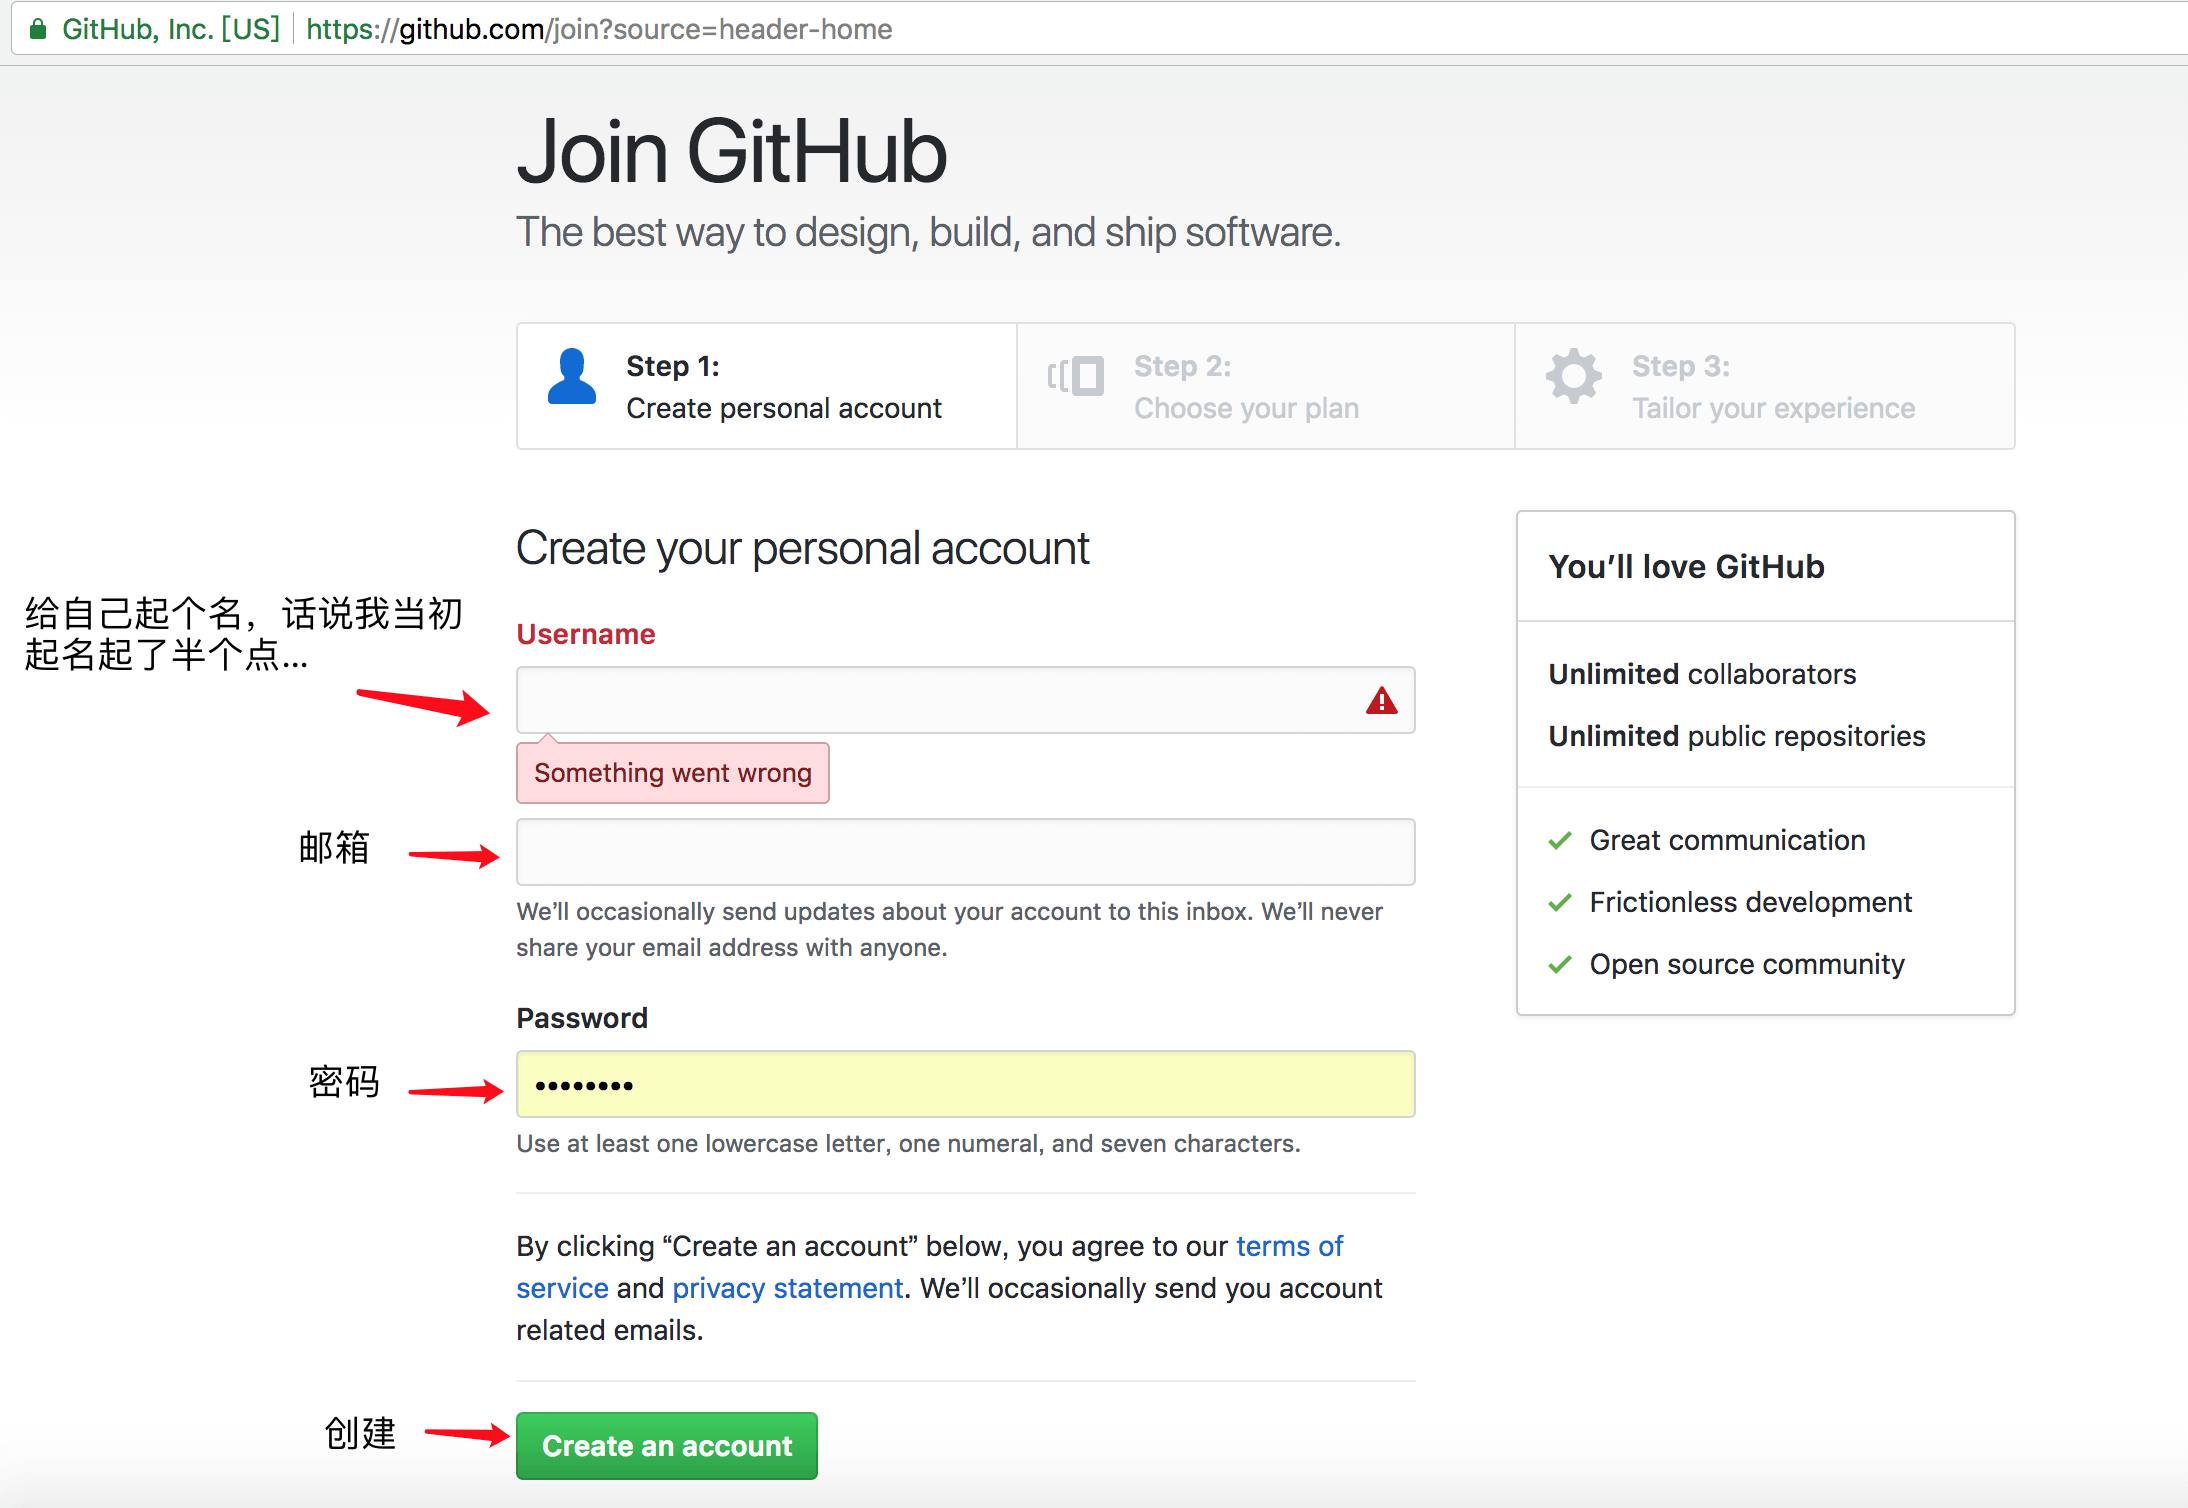 GitHub, Inc. [US] https://github.com/join?source=header-home
Join GitHub
The best way to design, build, and ship software.
Step 1:
Create personal account
Step 2:
Choose your plan
Step 3:
Tailor your experience
Create your personal account
给自己起个名，话说我当初
起名起了半个点...
Username
Something went wrong
邮箱
We’ll occasionally send updates about your account to this inbox. We’ll never
share your email address with anyone.
Password
密码
••••••••
Use at least one lowercase letter, one numeral, and seven characters.
By clicking “Create an account” below, you agree to our terms of
service and privacy statement. We’ll occasionally send you account
related emails.
创建
Create an account
You’ll love GitHub
Unlimited collaborators
Unlimited public repositories
Great communication
Frictionless development
Open source community